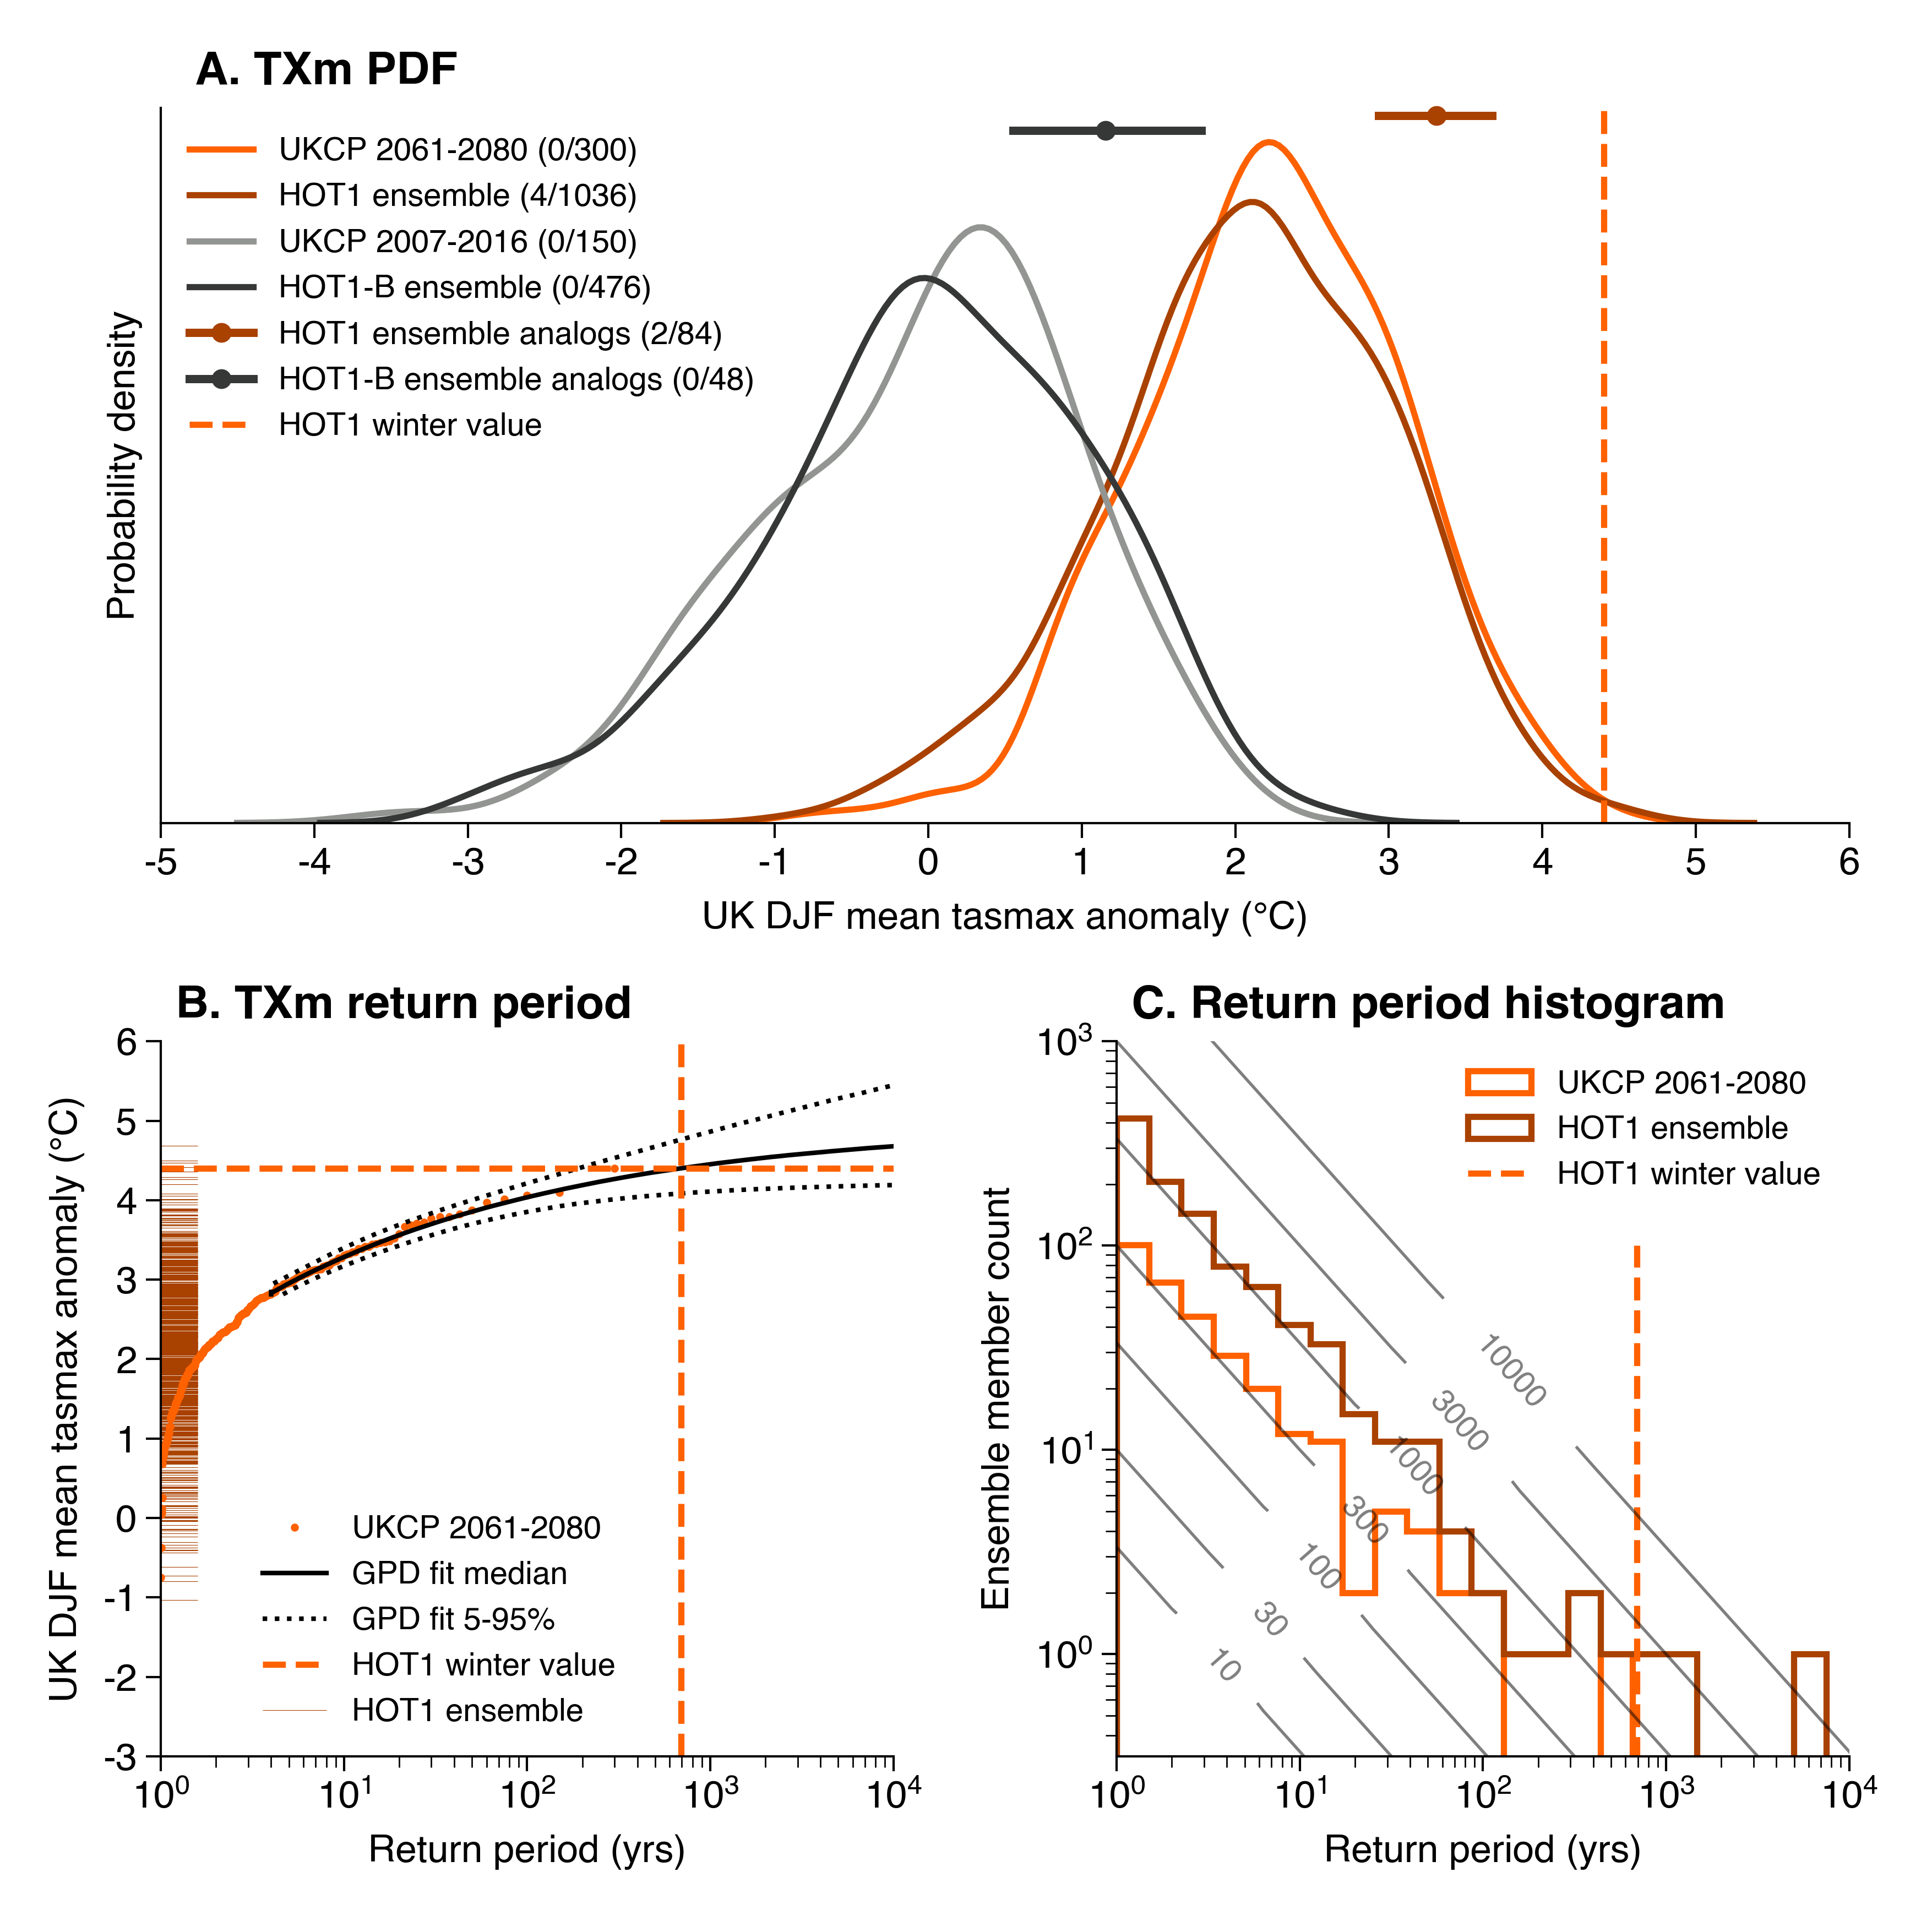 A. TXm PDF
UKCP 2061-2080 (0/300)
HOT1 ensemble (4/1036)
UKCP 2007-2016 (0/150)
HOT1-B ensemble (0/476)
HOT1 ensemble analogs (2/84)
HOT1-B ensemble analogs (0/48)
HOT1 winter value
Probability density
-5 -4 -3 -2 -1 0 1 2 3 4 5 6
UK DJF mean tasmax anomaly (°C)
B. TXm return period
6
5
4
3
2
1
0
-1
-2
-3
UK DJF mean tasmax anomaly (°C)
UKCP 2061-2080
GPD fit median
GPD fit 5-95%
HOT1 winter value
HOT1 ensemble
10⁰ 10¹ 10² 10³ 10⁴
Return period (yrs)
C. Return period histogram
10³
10²
10¹
10⁰
Ensemble member count
UKCP 2061-2080
HOT1 ensemble
HOT1 winter value
10000
3000
1000
300
100
30
10
10⁰ 10¹ 10² 10³ 10⁴
Return period (yrs)